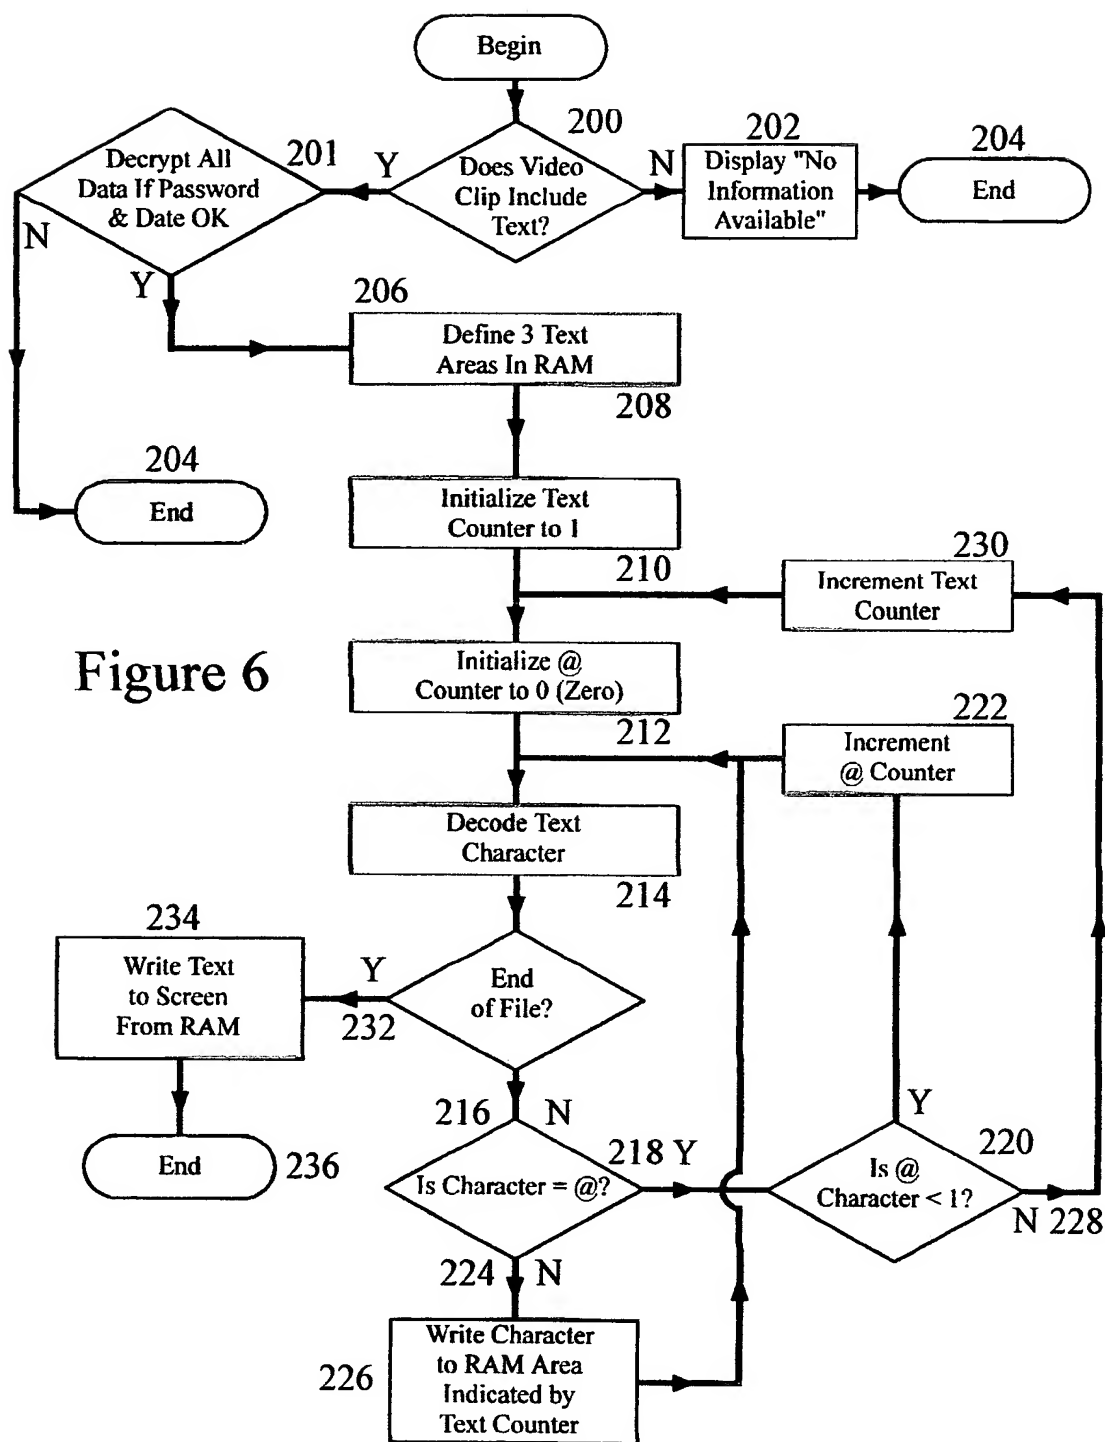 Begin
200
Does Video
Clip Include
Text?
Y
N
201
Decrypt All
Data If Password
& Date OK
N
Y
202
Display "No
Information
Available"
204
End
206
Define 3 Text
Areas In RAM
208
204
End
Initialize Text
Counter to 1
210
230
Increment Text
Counter
Figure 6
Initialize @
Counter to 0 (Zero)
212
222
Increment
@ Counter
Decode Text
Character
214
234
Write Text
to Screen
From RAM
Y
232
End
of File?
216
N
End
236
Is Character = @?
218 Y
Y
220
Is @
Character < 1?
N 228
224
N
226
Write Character
to RAM Area
Indicated by
Text Counter